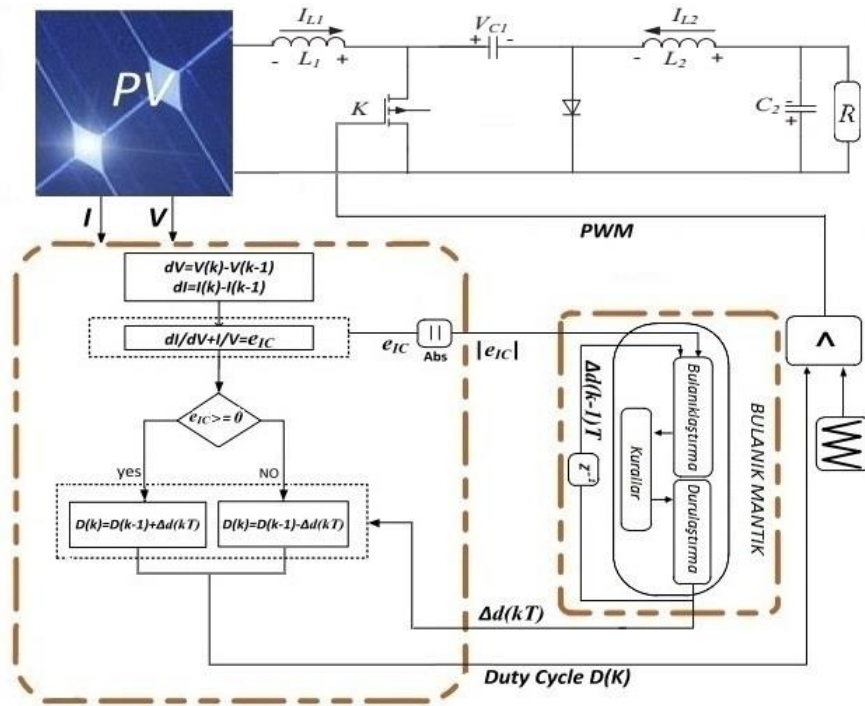 PV
I_L1
- L_1 +
V_C1
+ -
I_L2
- L_2 +
K
C_2
-
+
R
I
V
PWM
dV=V(k)-V(k-1)
dI=I(k)-I(k-1)
dI/dV+I/V=e_IC
e_IC
||
Abs
|e_IC|
e_IC>= 0
yes
NO
D(k)=D(k-1)+Δd(kT)
D(k)=D(k-1)-Δd(kT)
Δd(k-1)T
z^-1
Bulanıklaştırma
Kurallar
Durulaştırma
BULANIK MANTIK
^
Δd(kT)
Duty Cycle D(K)